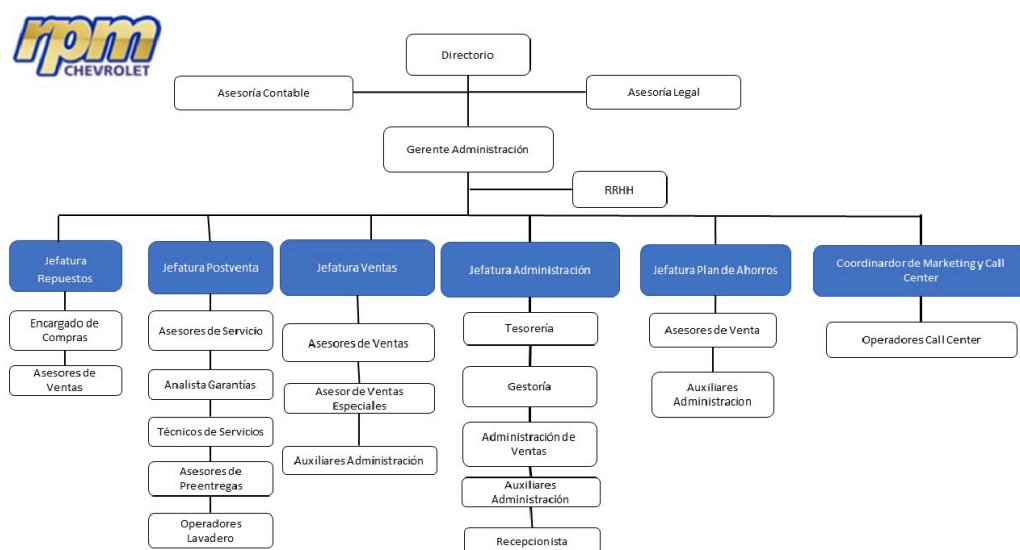 rpm
CHEVROLET
Directorio
Asesoría Contable
Asesoría Legal
Gerente Administración
RRHH
Jefatura
Repuestos
Encargado de
Compras
Asesores de
Ventas
Jefatura Postventa
Asesores de Servicio
Analista Garantías
Técnicos de Servicios
Asesores de
Preentregas
Operadores
Lavadero
Jefatura Ventas
Asesores de Ventas
Asesor de Ventas
Especiales
Auxiliares Administración
Jefatura Administración
Tesorería
Gestoría
Administración de
Ventas
Auxiliares
Administración
Recepcionista
Jefatura Plan de Ahorros
Asesores de Venta
Auxiliares
Administracion
Coordinardor de Marketing y Call
Center
Operadores Call Center